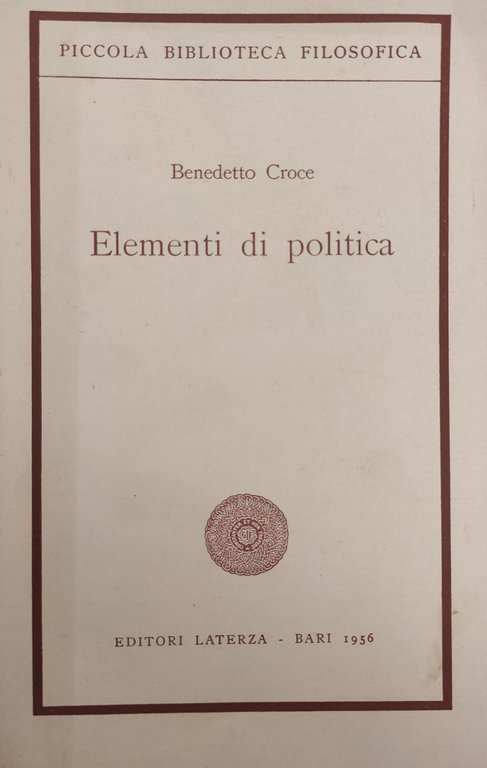 PICCOLA BIBLIOTECA FILOSOFICA
Benedetto Croce
Elementi di politica
EDITORI LATERZA - BARI 1956